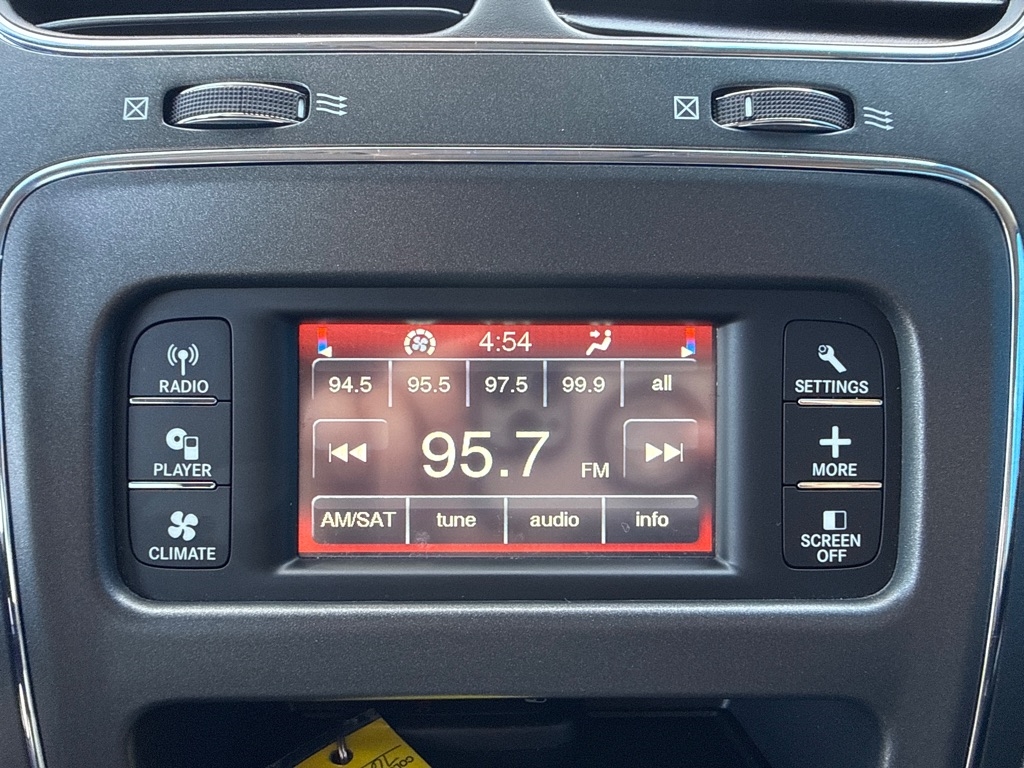 4:54
94.5 95.5 97.5 99.9 all
95.7 FM
AM/SAT tune audio info
RADIO
PLAYER
CLIMATE
SETTINGS
MORE
SCREEN
OFF